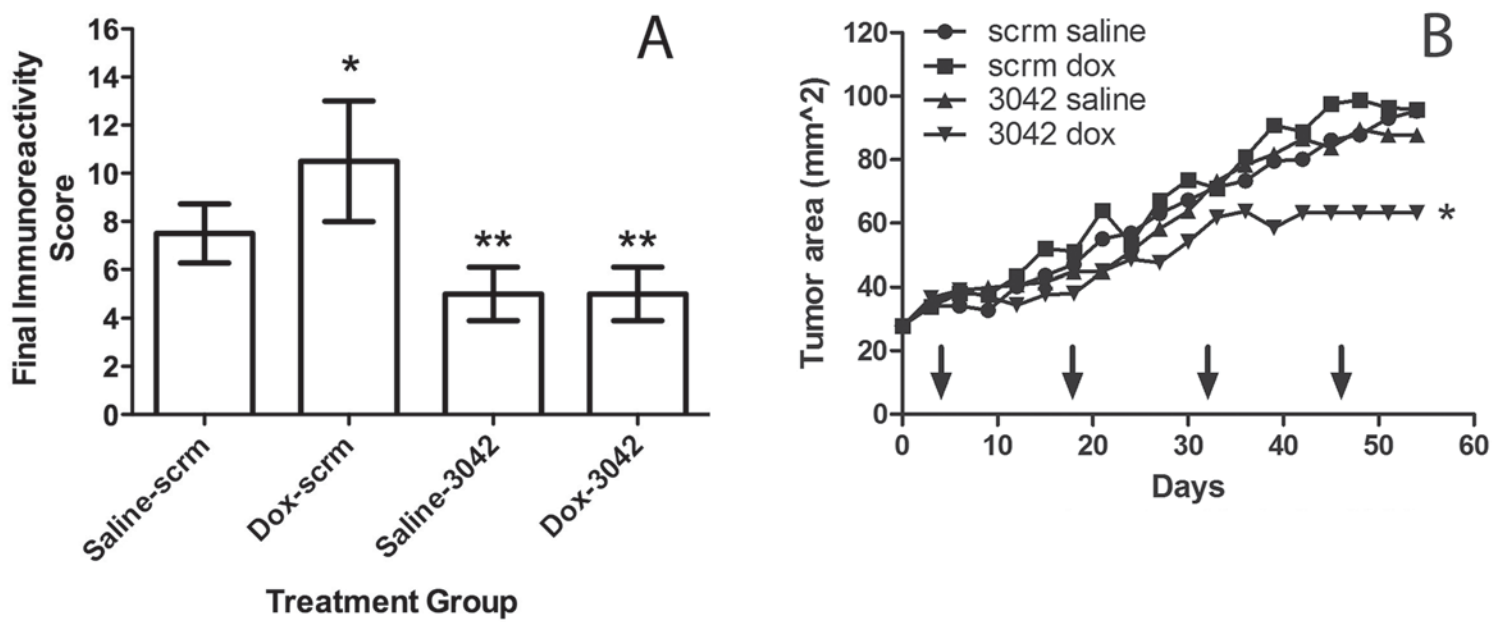 A
16
14
12
10
8
6
4
2
0
Final Immunoreactivity
Score
*
**
**
Saline-scrm
Dox-scrm
Saline-3042
Dox-3042
Treatment Group
B
scrm saline
scrm dox
3042 saline
3042 dox
120
100
80
60
40
20
0
Tumor area (mm^2)
*
0 10 20 30 40 50 60
Days